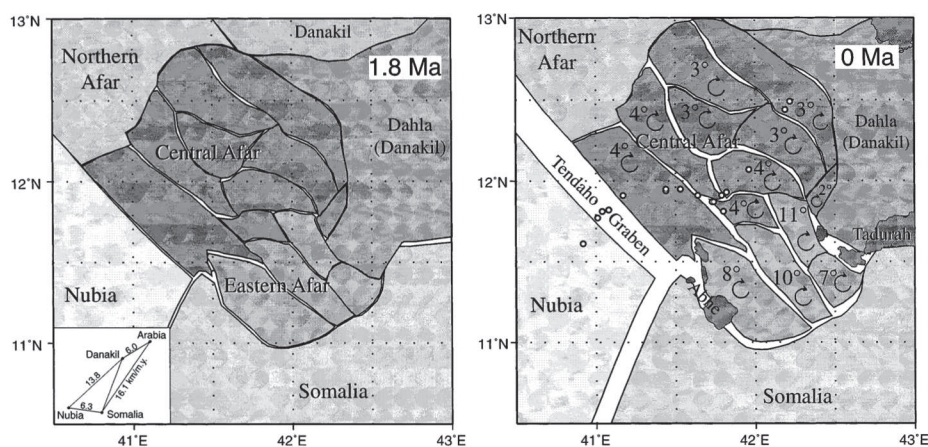 13°N
Danakil
Northern
Afar
1.8 Ma
Dahla
(Danakil)
Central Afar
12°N
Eastern Afar
Nubia
11°N
Somalia
Arabia
Danakil
6.0
13.8
16.1 km/m.y.
6.3
Nubia
Somalia
41°E
42°E
43°E
13°N
Northern
Afar
0 Ma
3°
4°
3°
3°
3°
Dahla
(Danakil)
Central Afar
4°
4°
12°N
2°
Tendaho
Graben
4°
11°
Tadurah
8°
10°
7°
Abhe
Nubia
11°N
Somalia
41°E
42°E
43°E